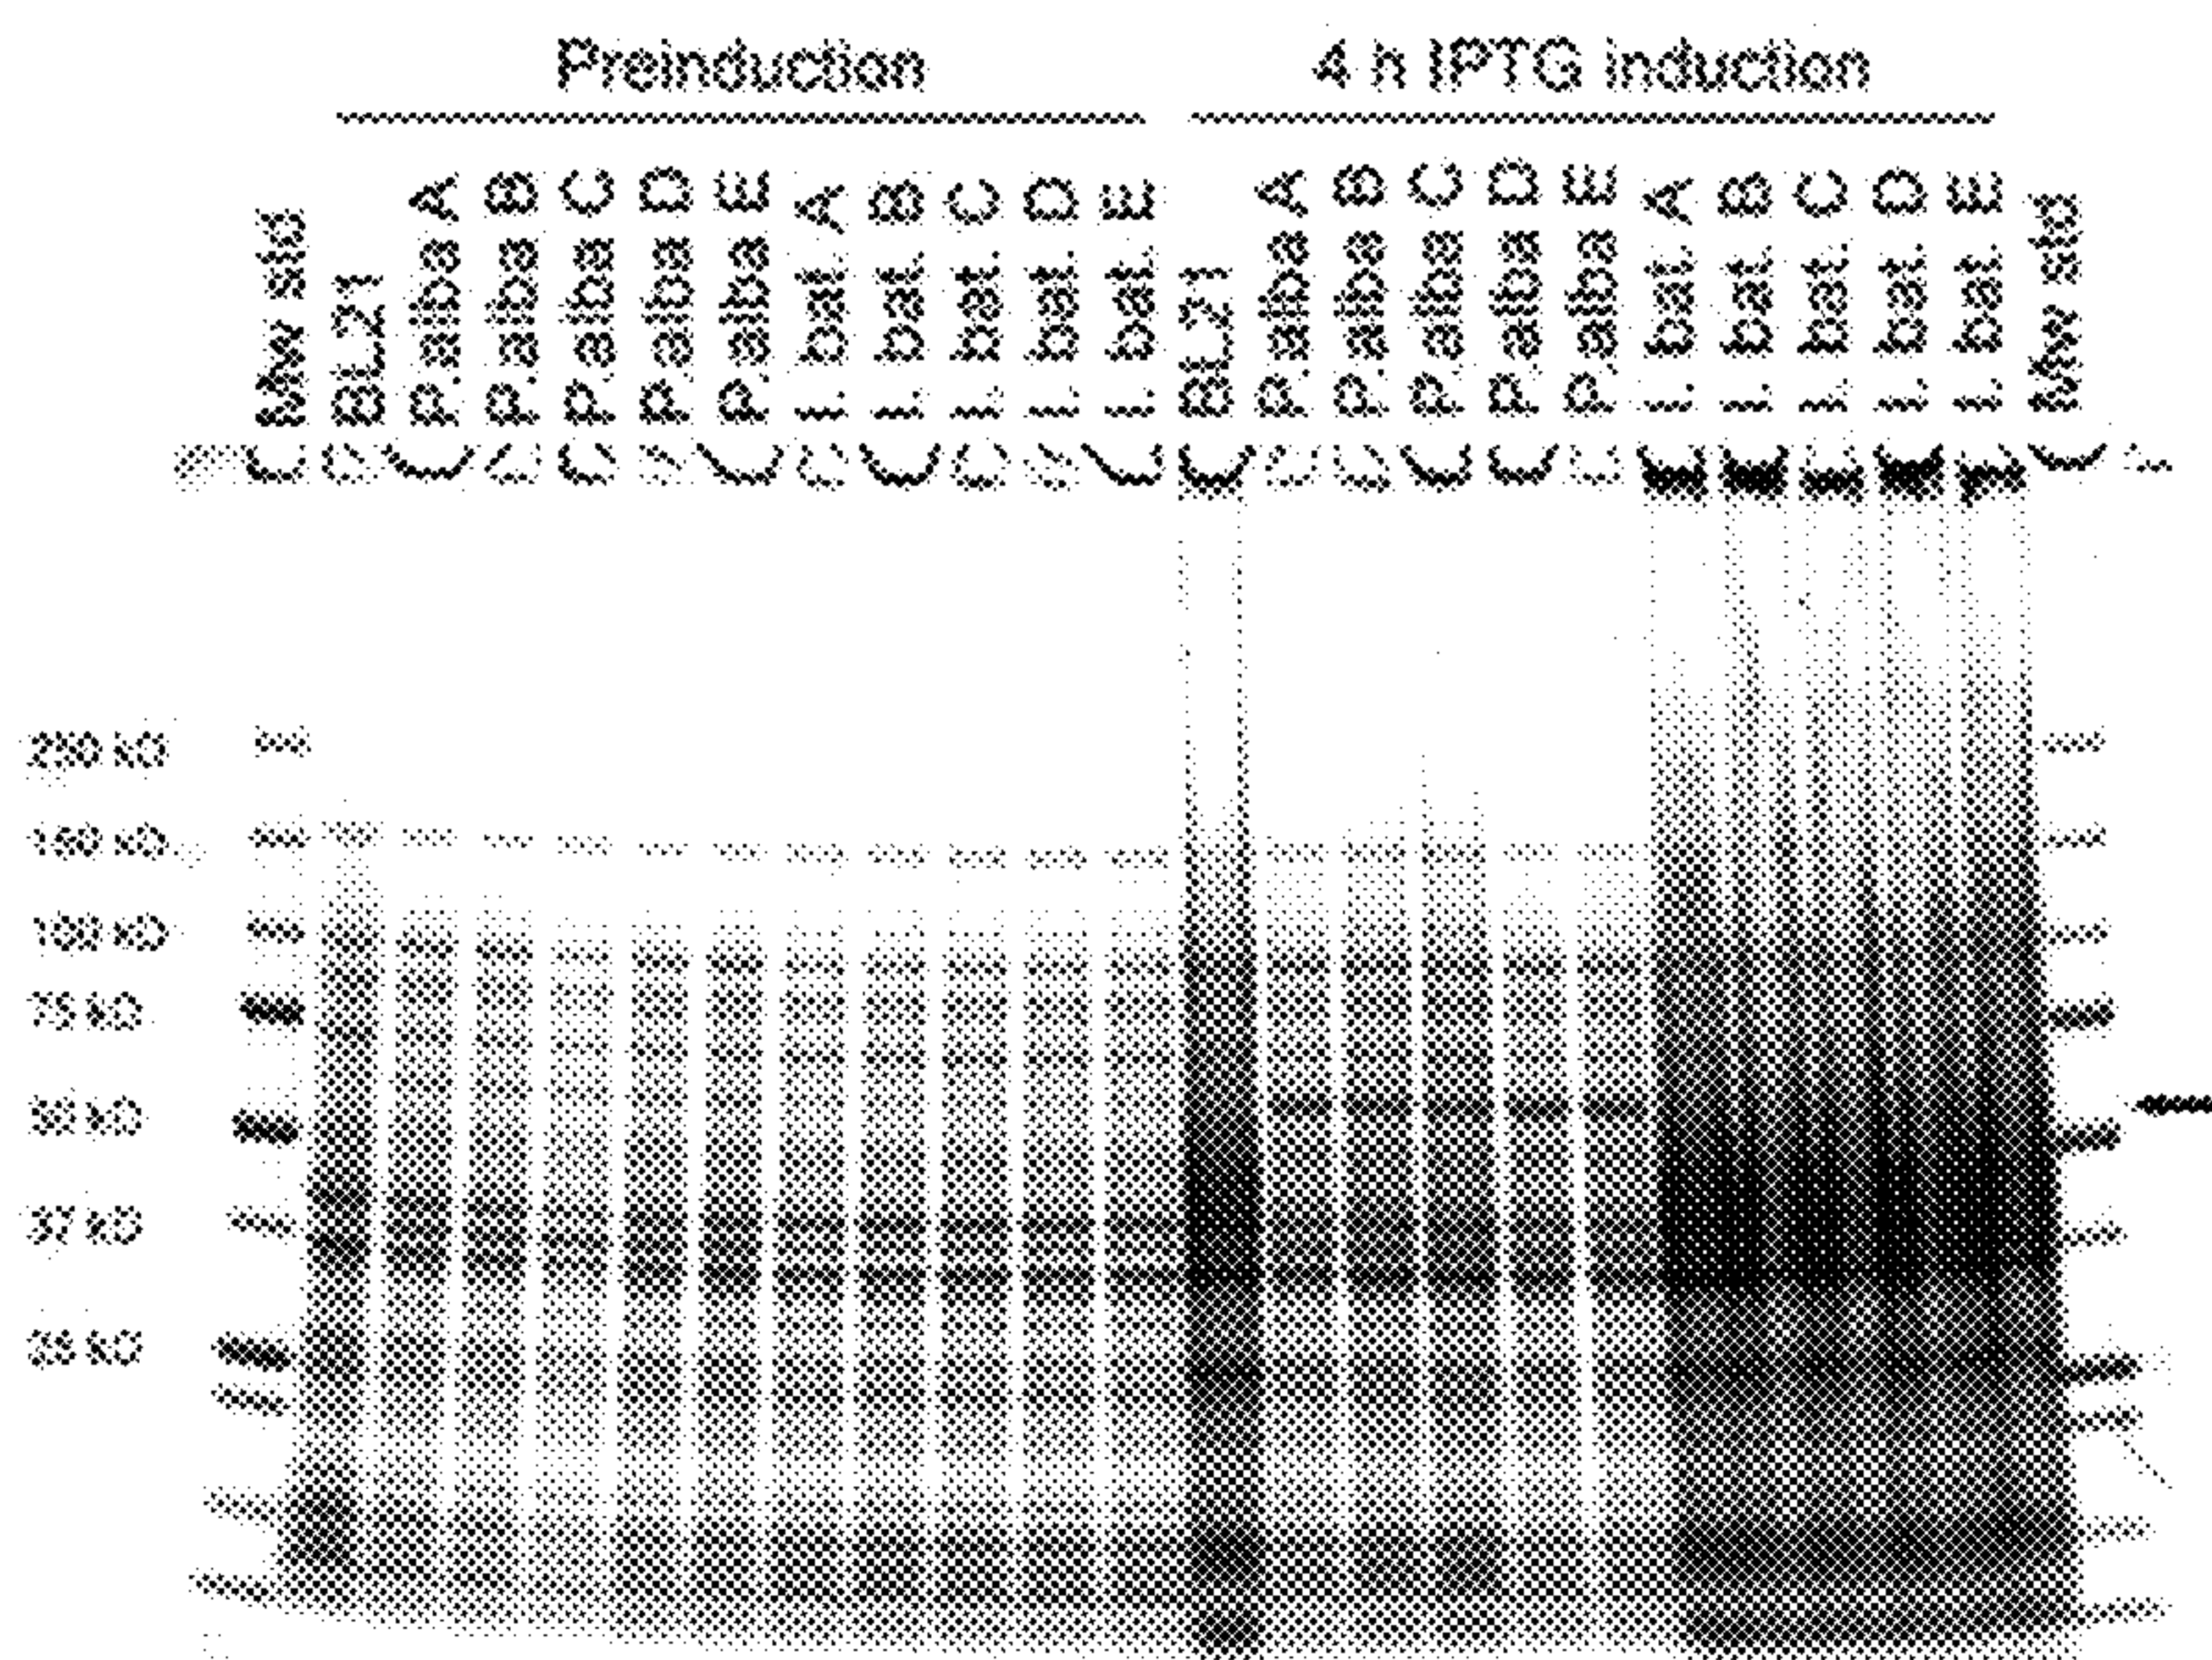 Preinduction 4 h IPTG induction
Mw std
BL21
P. alba A
P. alba B
P. alba C
P. alba D
P. alba E
I. bat. A
I. bat. B
I. bat. C
I. bat. D
I. bat. E
BL21
P. alba A
P. alba B
P. alba C
P. alba D
P. alba E
I. bat. A
I. bat. B
I. bat. C
I. bat. D
I. bat. E
Mw std
250 kD
150 kD
100 kD
75 kD
50 kD
37 kD
25 kD